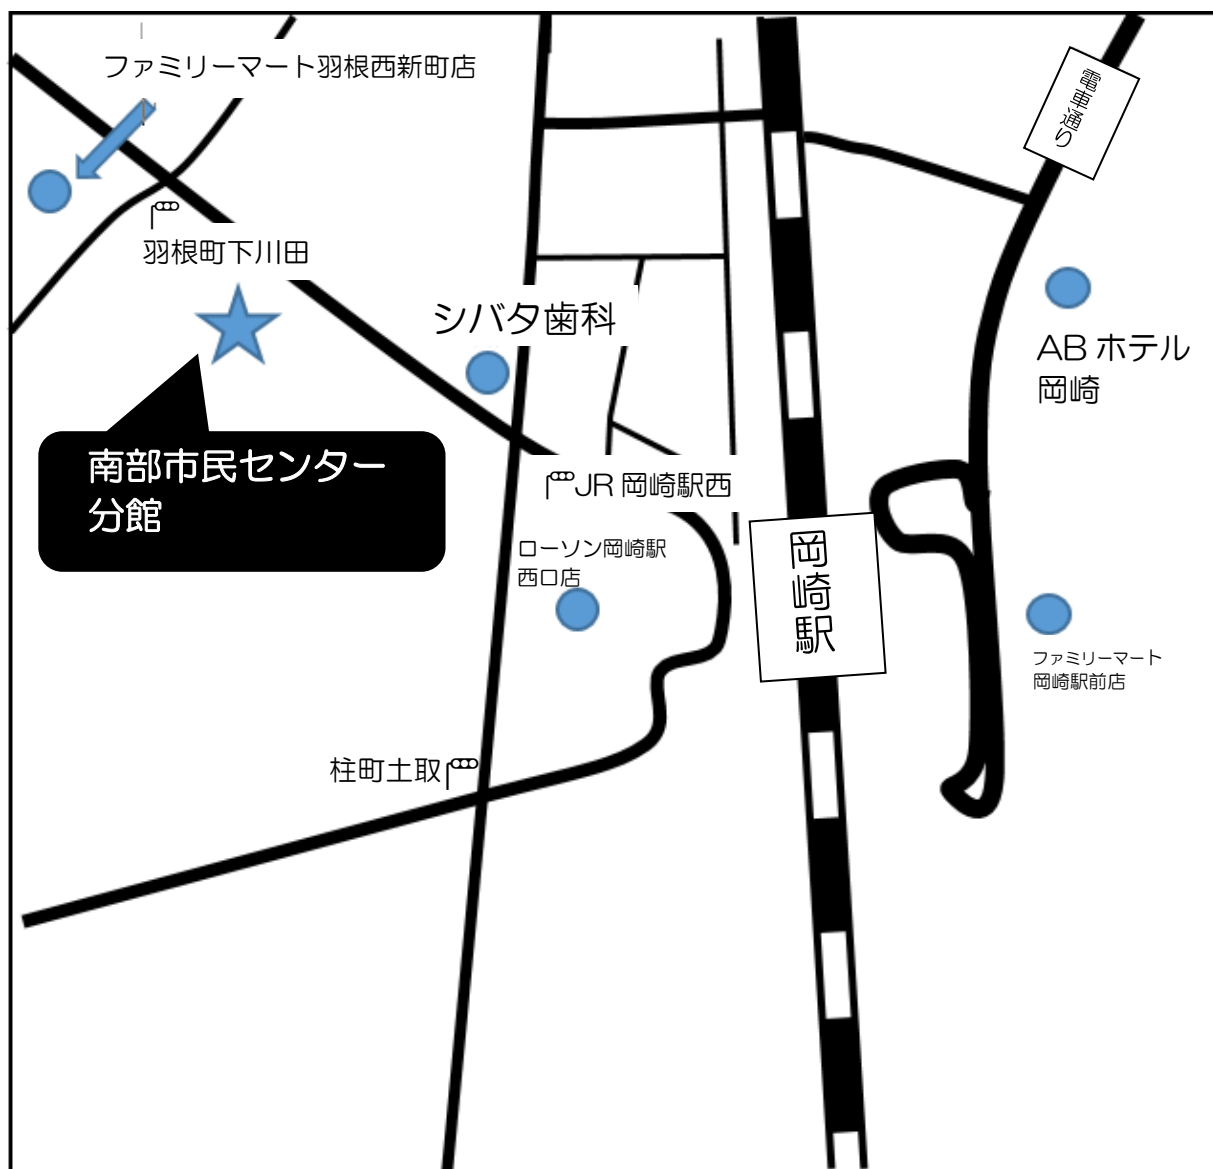 ファミリーマート羽根西新町店
電車通り
羽根町下川田
シバタ歯科
ABホテル
岡崎
南部市民センター
分館
JR岡崎駅西
ローソン岡崎駅
西口店
岡崎駅
ファミリーマート
岡崎駅前店
柱町土取